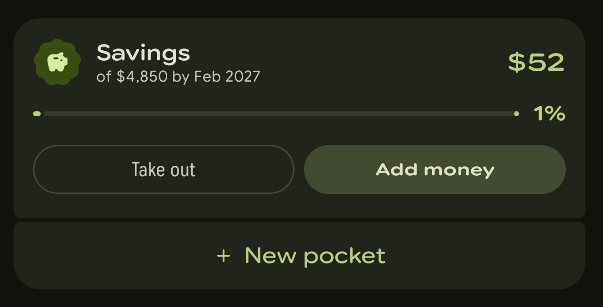 Savings
$52
of $4,850 by Feb 2027
1%
Take out
Add money
+ New pocket